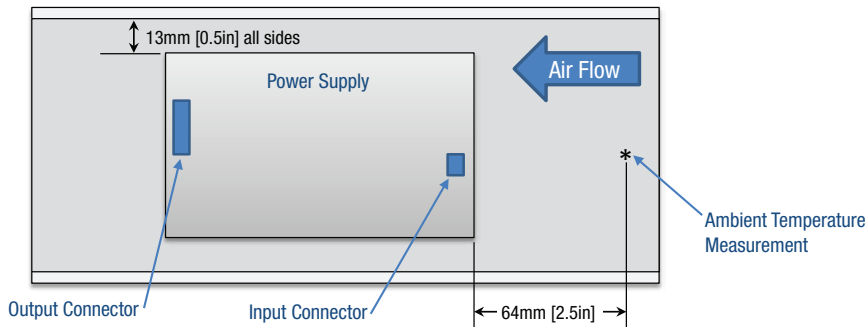 13mm [0.5in] all sides
Power Supply
Air Flow
*
Ambient Temperature
Measurement
Output Connector
Input Connector
64mm [2.5in]